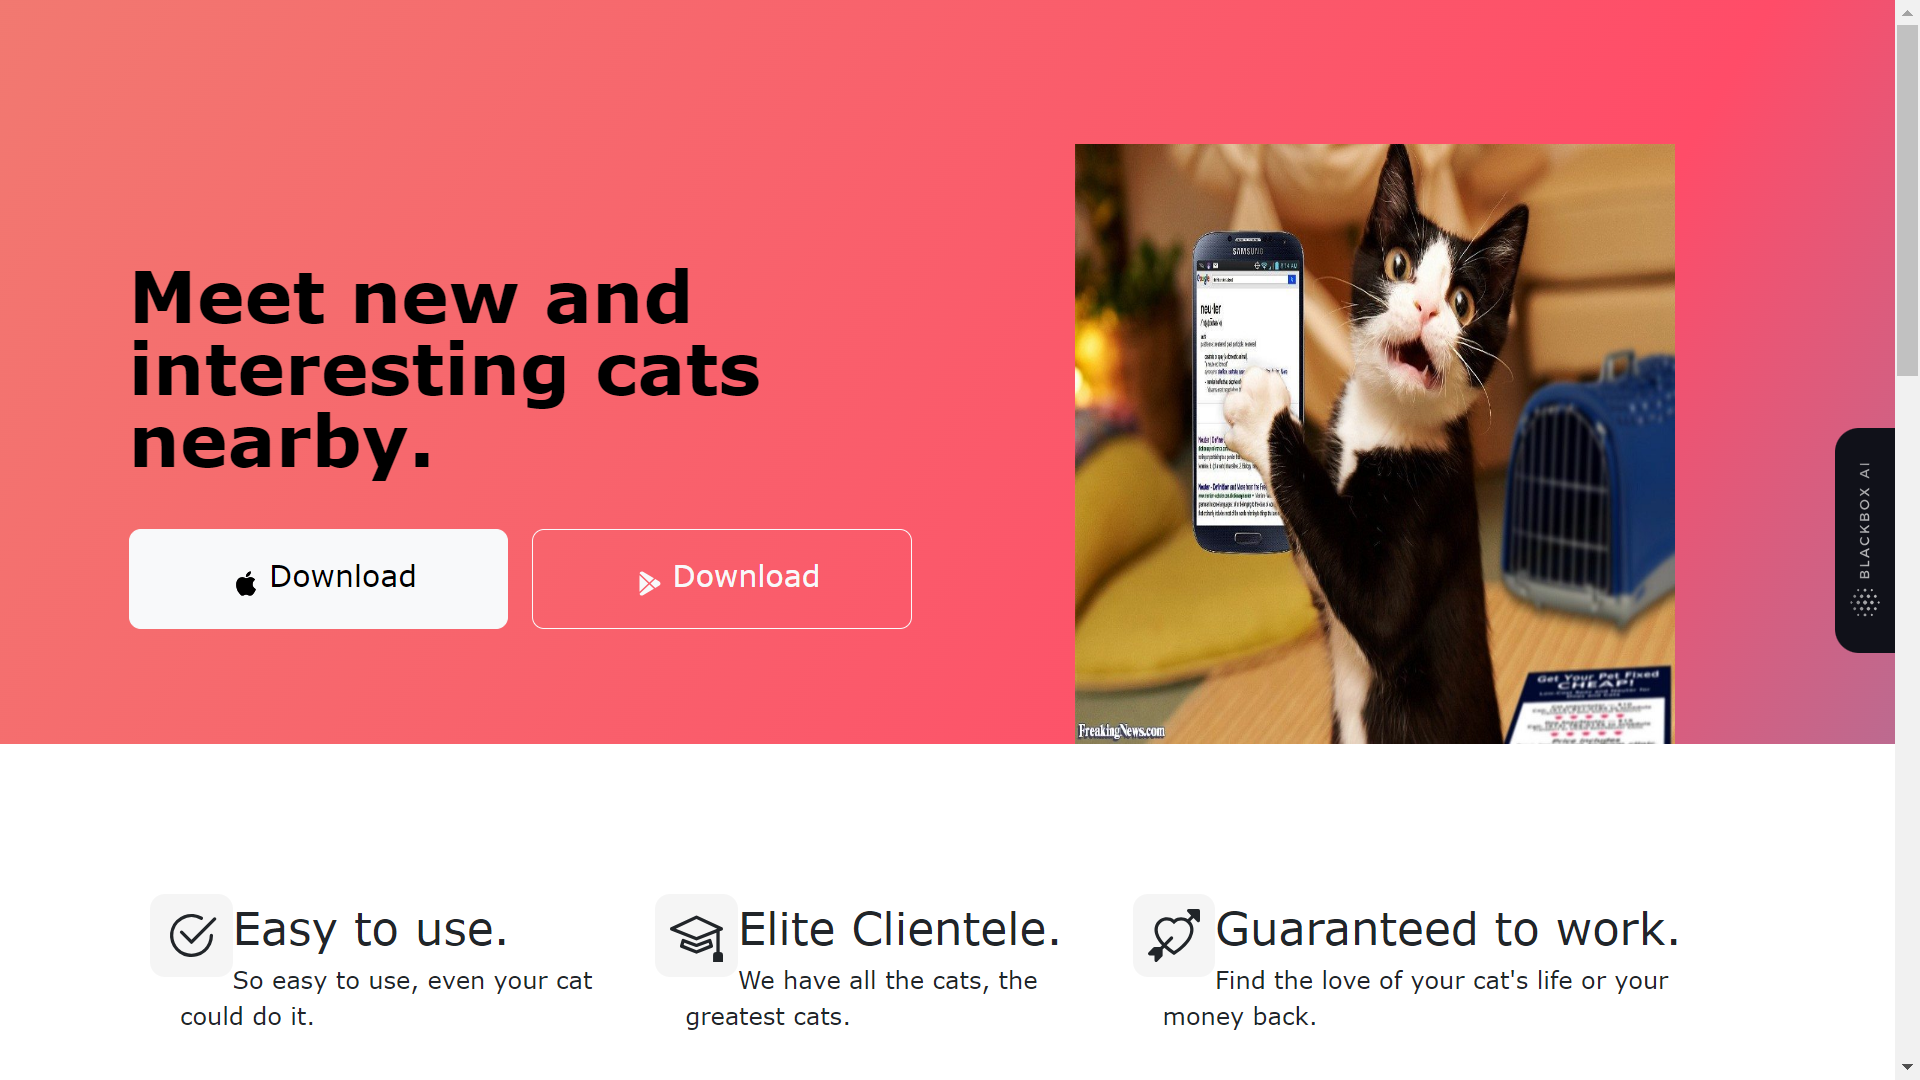 Meet new and
interesting cats
nearby.
Download
Download
SAMSUNG
Google
neu·ter
Get Your Pet Fixed
CHEAP!
FreakingNews.com
BLACKBOX AI
Easy to use.
So easy to use, even your cat
could do it.
Elite Clientele.
We have all the cats, the
greatest cats.
Guaranteed to work.
Find the love of your cat's life or your
money back.